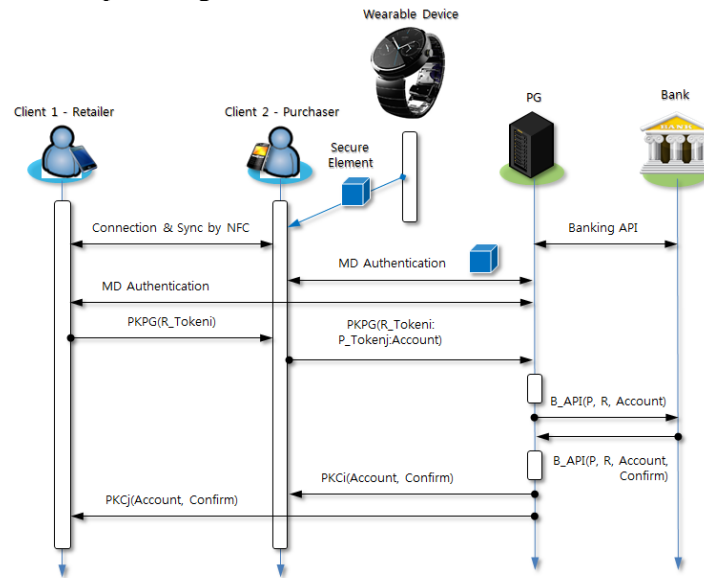 Wearable Device
Client 1 - Retailer
Client 2 - Purchaser
PG
Bank
BANK
Secure
Element
Connection & Sync by NFC
Banking API
MD Authentication
MD Authentication
PKPG(R_Tokeni)
PKPG(R_Tokeni:
P_Tokenj:Account)
B_API(P, R, Account)
B_API(P, R, Account,
Confirm)
PKCi(Account, Confirm)
PKCj(Account, Confirm)